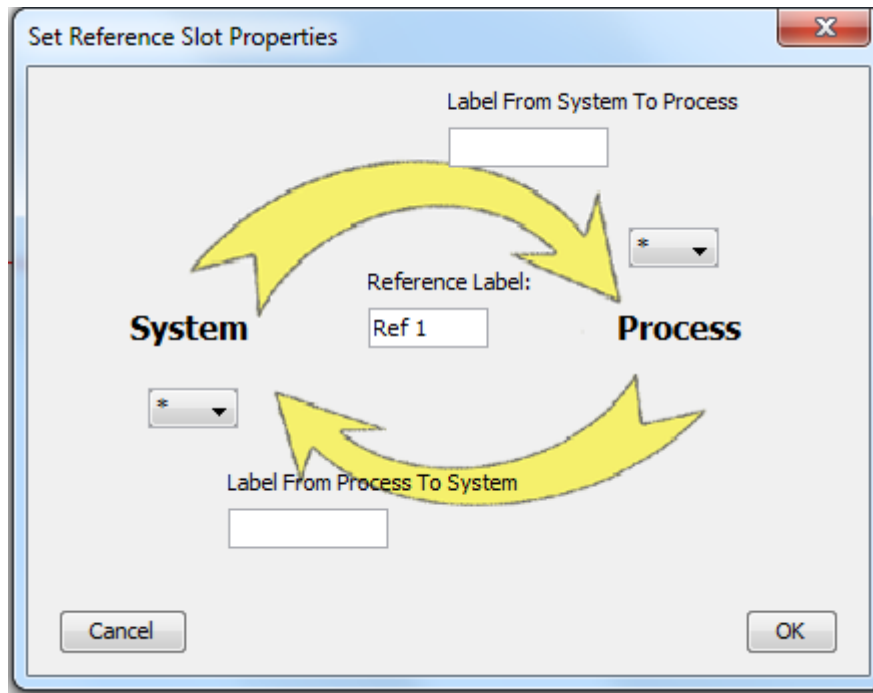 Set Reference Slot Properties
Label From System To Process
*
Reference Label:
System
Ref 1
Process
*
Label From Process To System
Cancel
OK